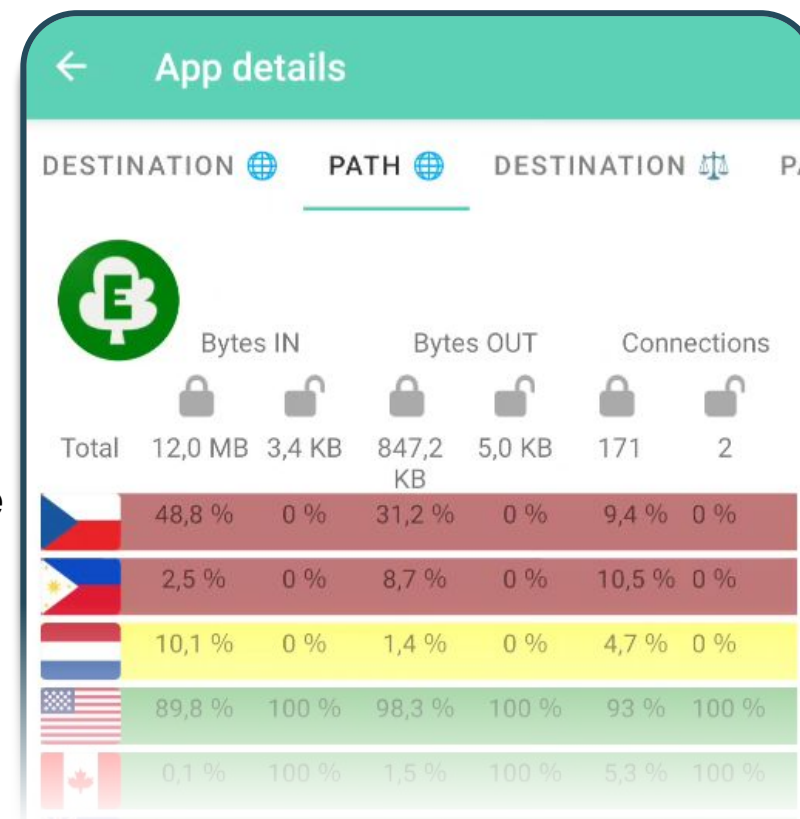 App details
DESTINATION PATH DESTINATION P
E
Bytes IN Bytes OUT Connections
Total 12,0 MB 3,4 KB 847,2 KB 5,0 KB 171 2
48,8 % 0 % 31,2 % 0 % 9,4 % 0 %
2,5 % 0 % 8,7 % 0 % 10,5 % 0 %
10,1 % 0 % 1,4 % 0 % 4,7 % 0 %
89,8 % 100 % 98,3 % 100 % 93 % 100 %
0,1 % 100 % 1,5 % 100 % 5,3 % 100 %